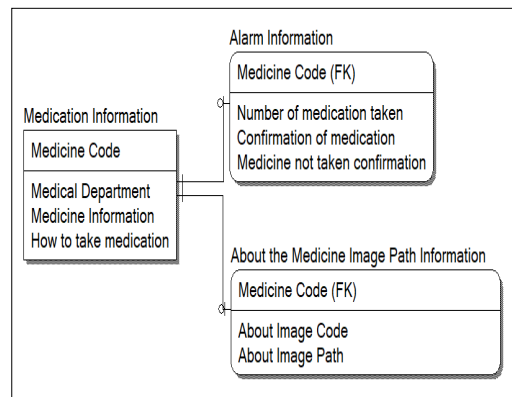 Alarm Information
Medicine Code (FK)
Number of medication taken
Confirmation of medication
Medicine not taken confirmation
Medication Information
Medicine Code
Medical Department
Medicine Information
How to take medication
About the Medicine Image Path Information
Medicine Code (FK)
About Image Code
About Image Path